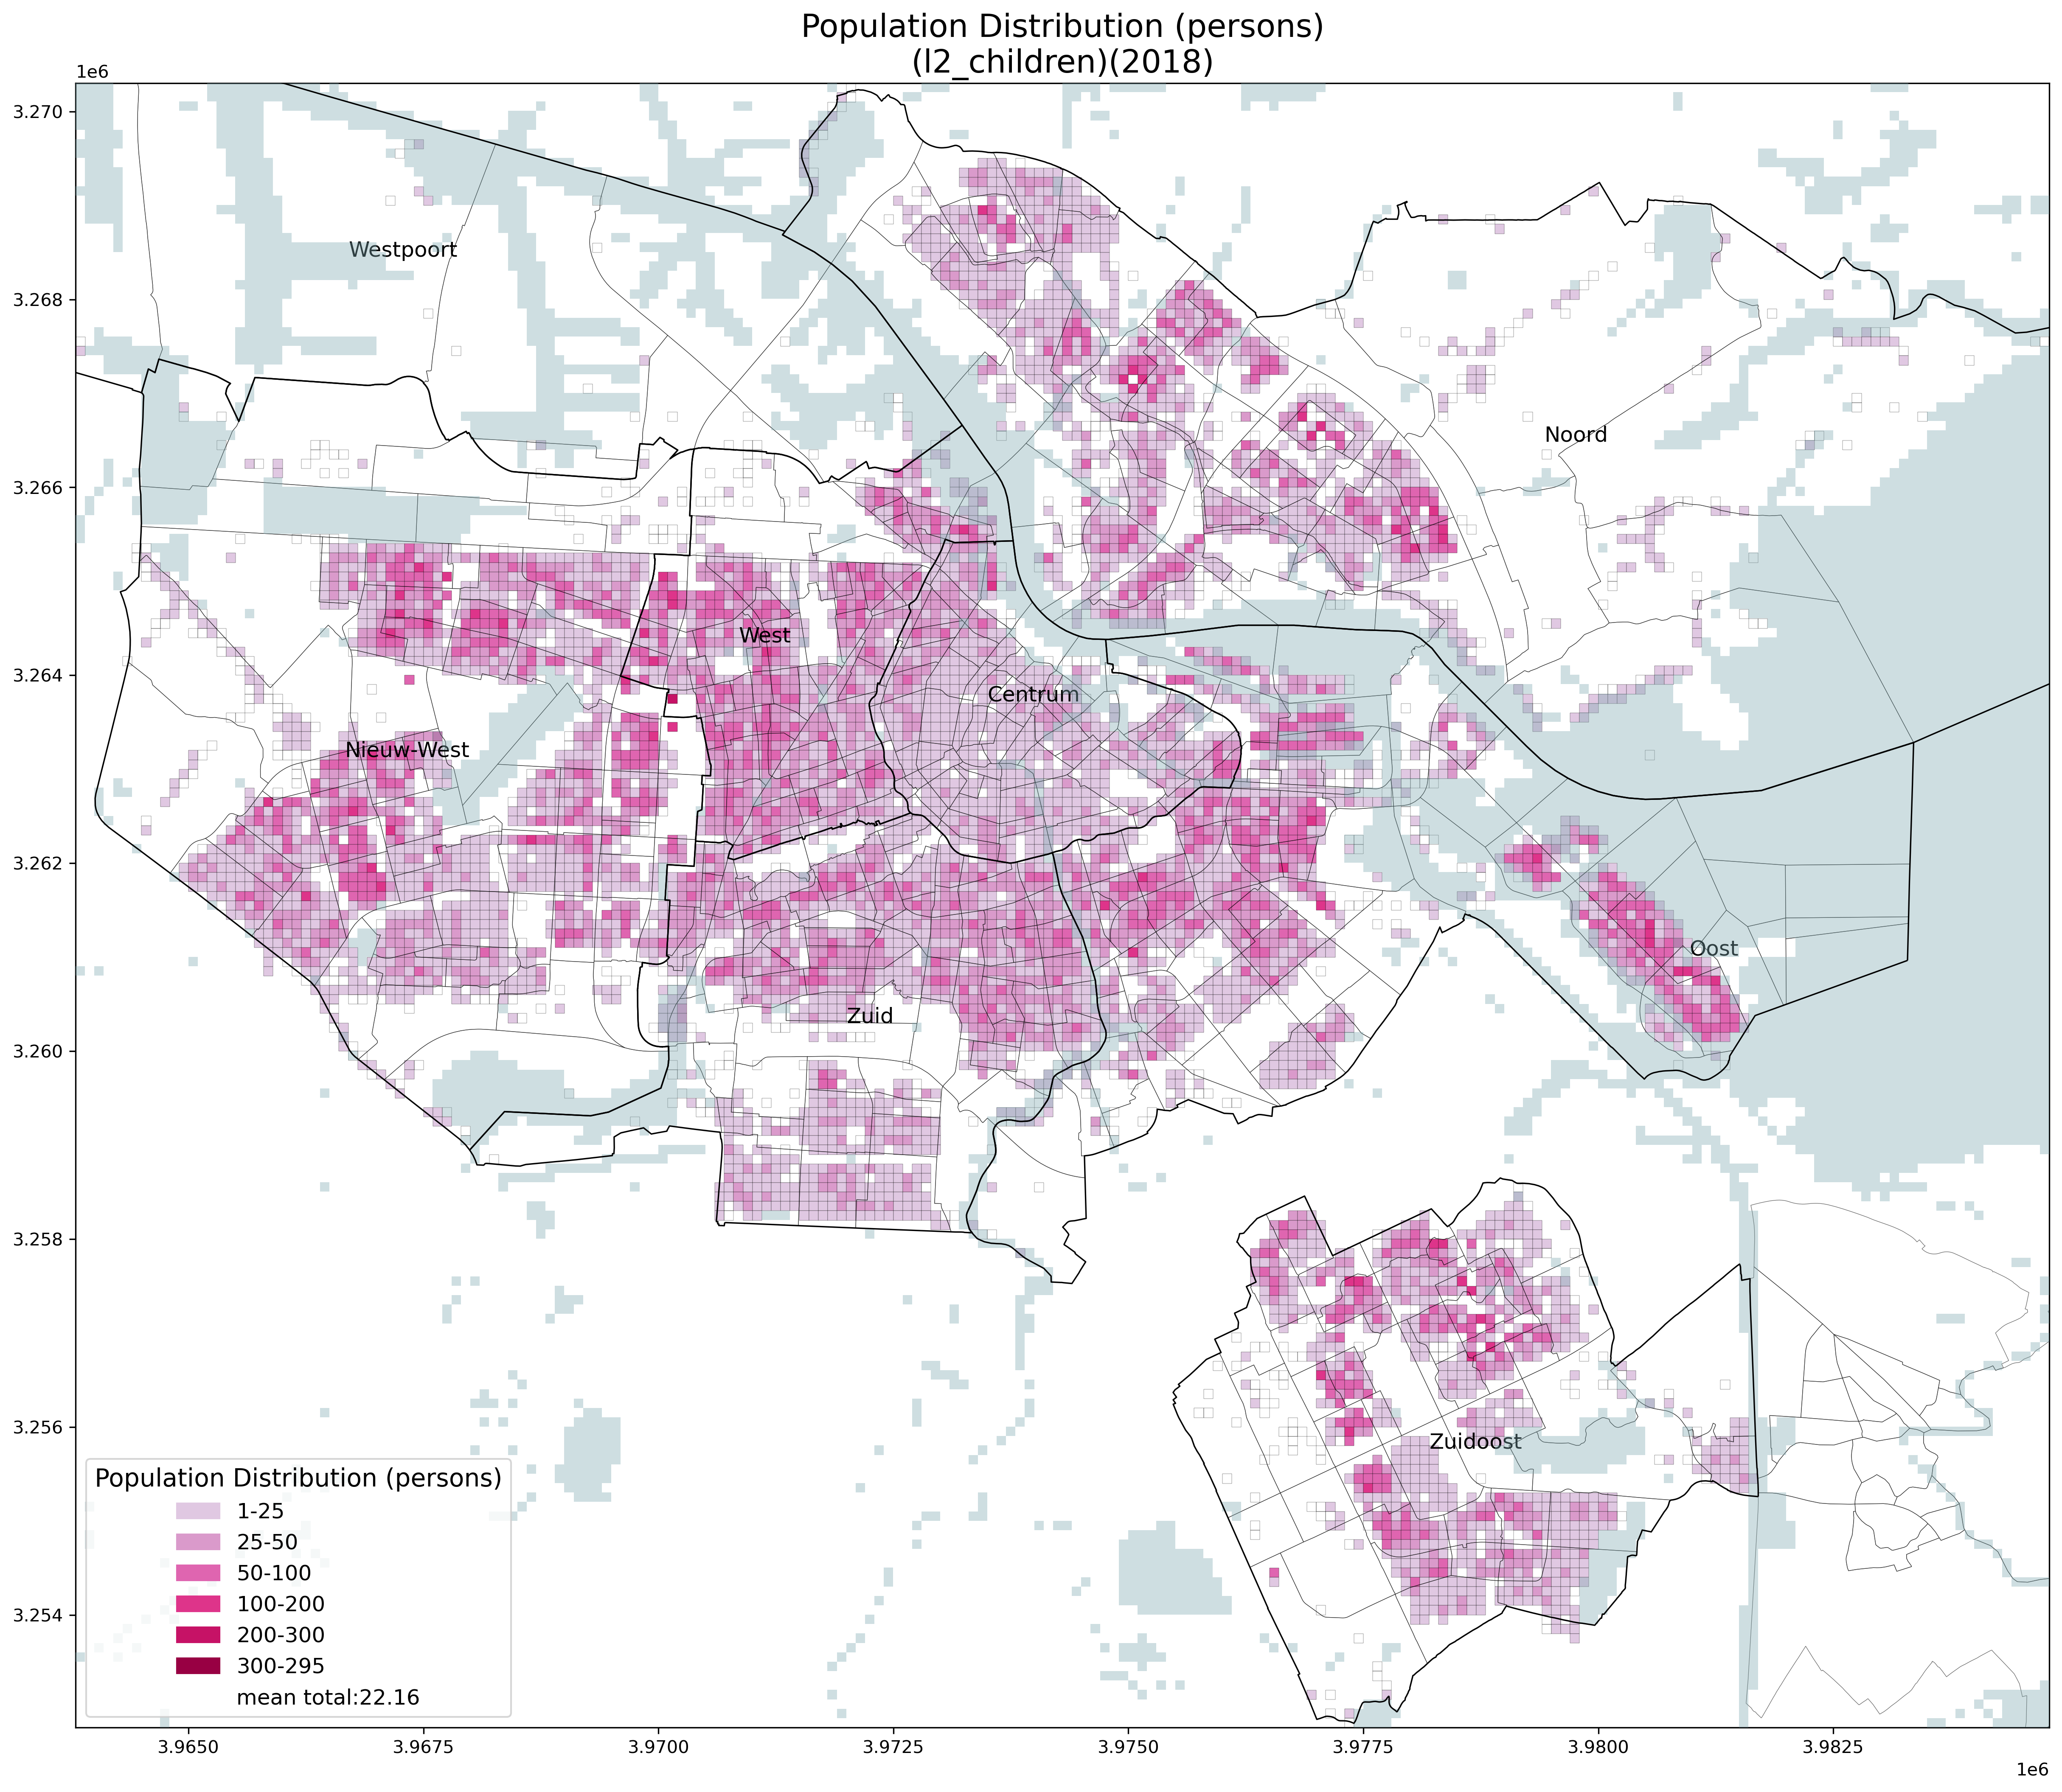 Population Distribution (persons)
(l2_children)(2018)
1e6
3.270
3.268
3.266
3.264
3.262
3.260
3.258
3.256
3.254
Westpoort
Noord
West
Centrum
Nieuw-West
Oost
Zuid
Zuidoost
Population Distribution (persons)
1-25
25-50
50-100
100-200
200-300
300-295
mean total:22.16
3.9650 3.9675 3.9700 3.9725 3.9750 3.9775 3.9800 3.9825
1e6